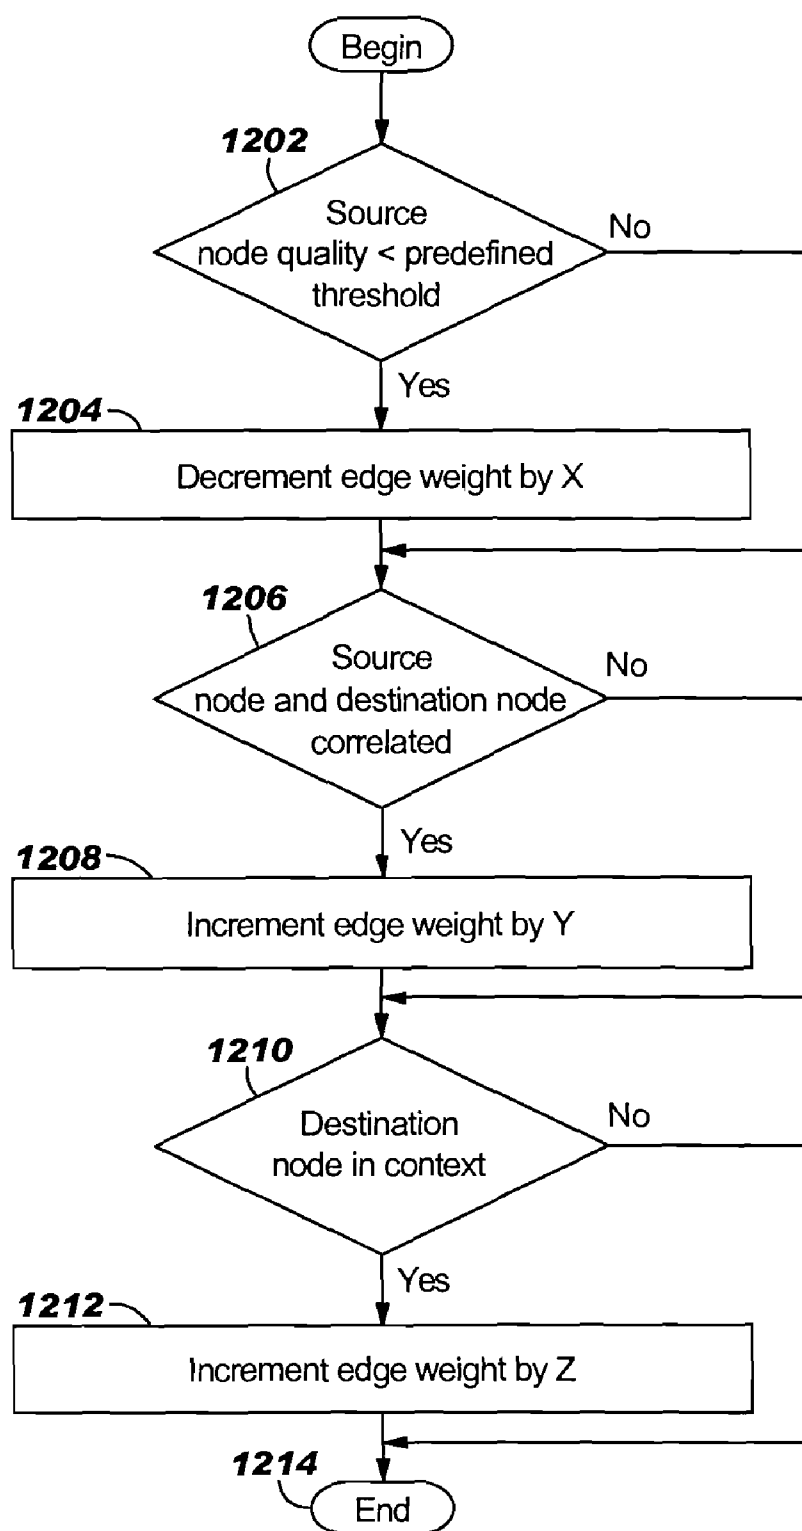 Begin
1202
Source
node quality < predefined
threshold
No
Yes
1204
Decrement edge weight by X
1206
Source
node and destination node
correlated
No
Yes
1208
Increment edge weight by Y
1210
Destination
node in context
No
Yes
1212
Increment edge weight by Z
1214
End